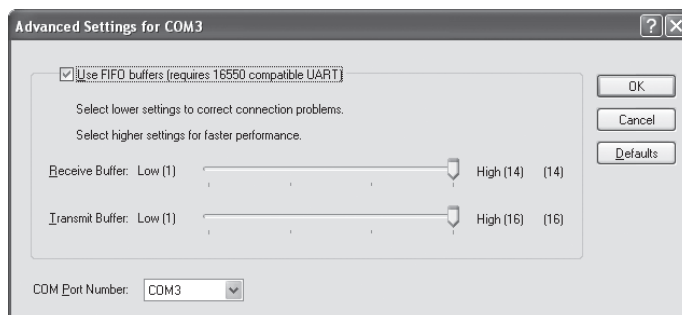 Advanced Settings for COM3
Use FIFO buffers (requires 16550 compatible UART)
Select lower settings to correct connection problems.
Select higher settings for faster performance.
Receive Buffer: Low (1) High (14) (14)
Transmit Buffer: Low (1) High (16) (16)
COM Port Number: COM3
OK
Cancel
Defaults